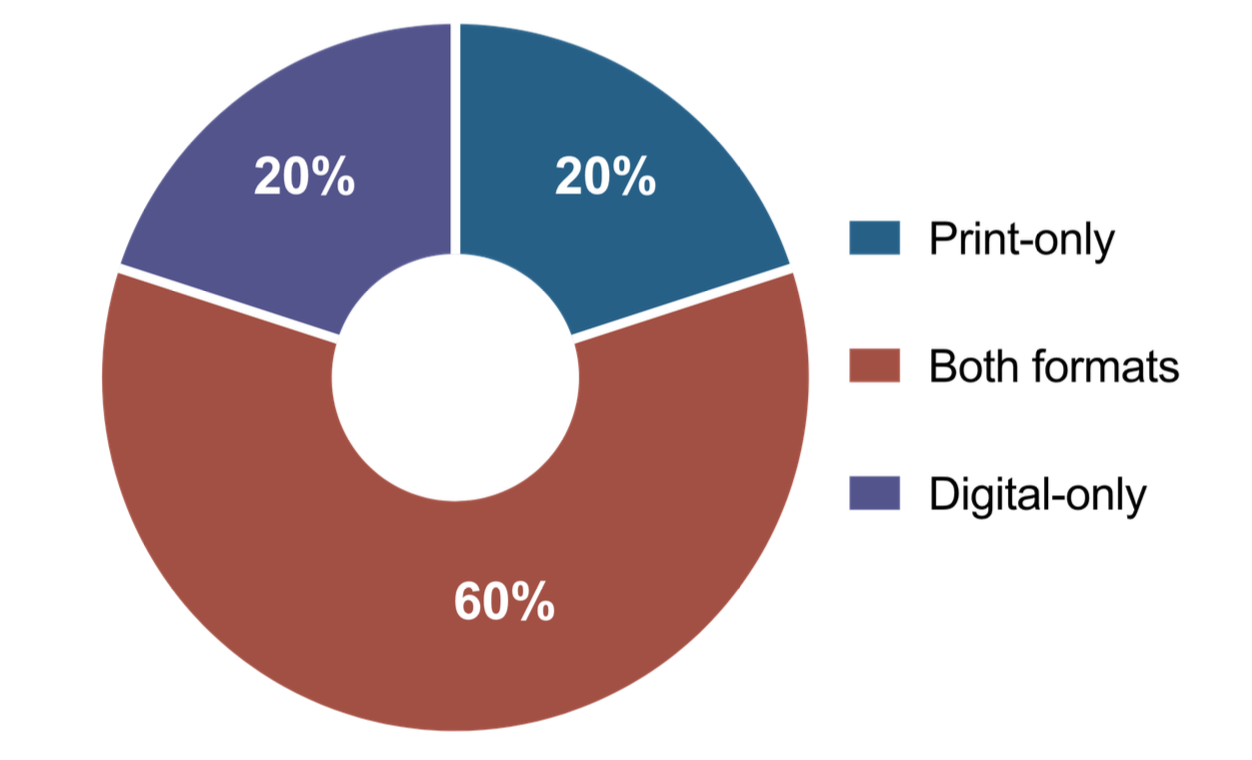 20%
20%
60%
Print-only
Both formats
Digital-only